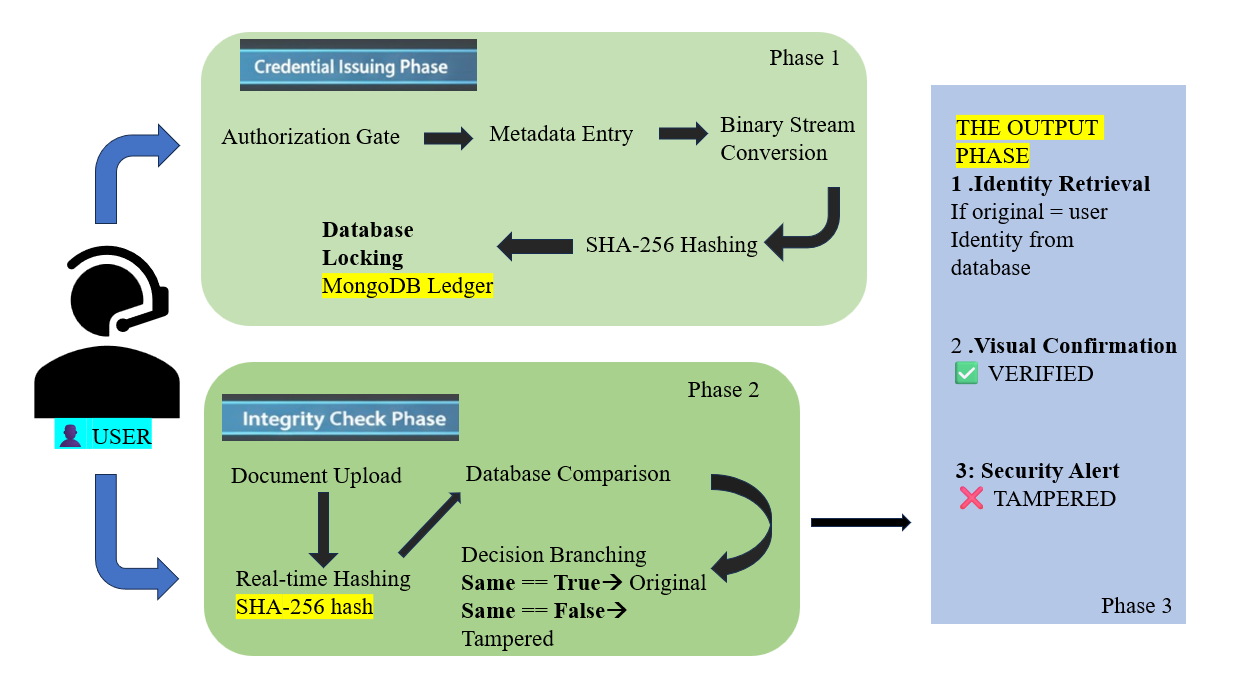 Credential Issuing Phase
Phase 1
Authorization Gate
Metadata Entry
Binary Stream
Conversion
SHA-256 Hashing
Database
Locking
MongoDB Ledger
👤 USER
Integrity Check Phase
Phase 2
Document Upload
Real-time Hashing
SHA-256 hash
Database Comparison
Decision Branching
Same == True→ Original
Same == False→
Tampered
THE OUTPUT
PHASE
1 .Identity Retrieval
If original = user
Identity from
database
2 .Visual Confirmation
✅ VERIFIED
3: Security Alert
❌ TAMPERED
Phase 3